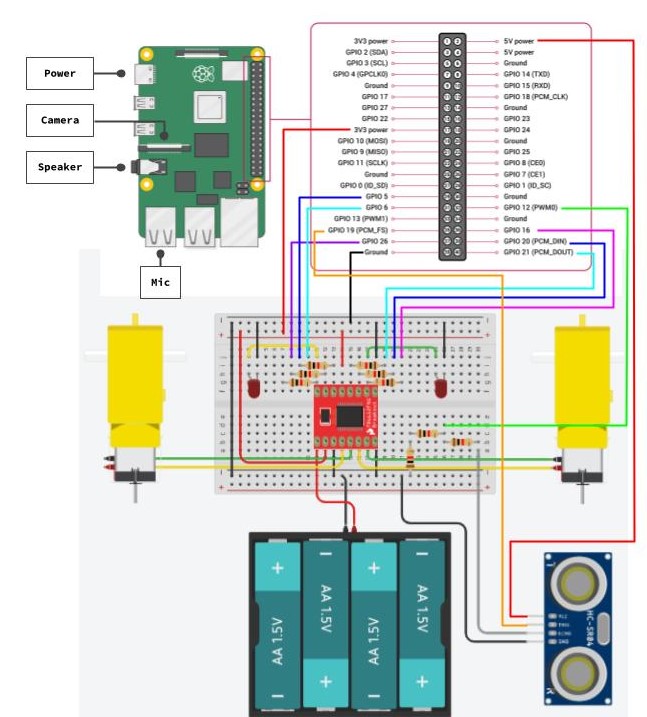 Power
Camera
Speaker
Mic
3V3 power
5V power
GPIO 2 (SDA)
5V power
GPIO 3 (SCL)
Ground
GPIO 4 (GPCLK0)
GPIO 14 (TXD)
Ground
GPIO 15 (RXD)
GPIO 17
GPIO 18 (PCM_CLK)
GPIO 27
Ground
GPIO 22
GPIO 23
3V3 power
GPIO 24
GPIO 10 (MOSI)
Ground
GPIO 9 (MISO)
GPIO 25
GPIO 11 (SCLK)
GPIO 8 (CE0)
Ground
GPIO 7 (CE1)
GPIO 0 (ID_SD)
GPIO 1 (ID_SC)
GPIO 5
Ground
GPIO 6
GPIO 12 (PWM0)
GPIO 13 (PWM1)
Ground
GPIO 19 (PCM_FS)
GPIO 16
GPIO 26
GPIO 20 (PCM_DIN)
Ground
GPIO 21 (PCM_DOUT)
AA 1.5V
AA 1.5V
AA 1.5V
AA 1.5V
HC-SR04